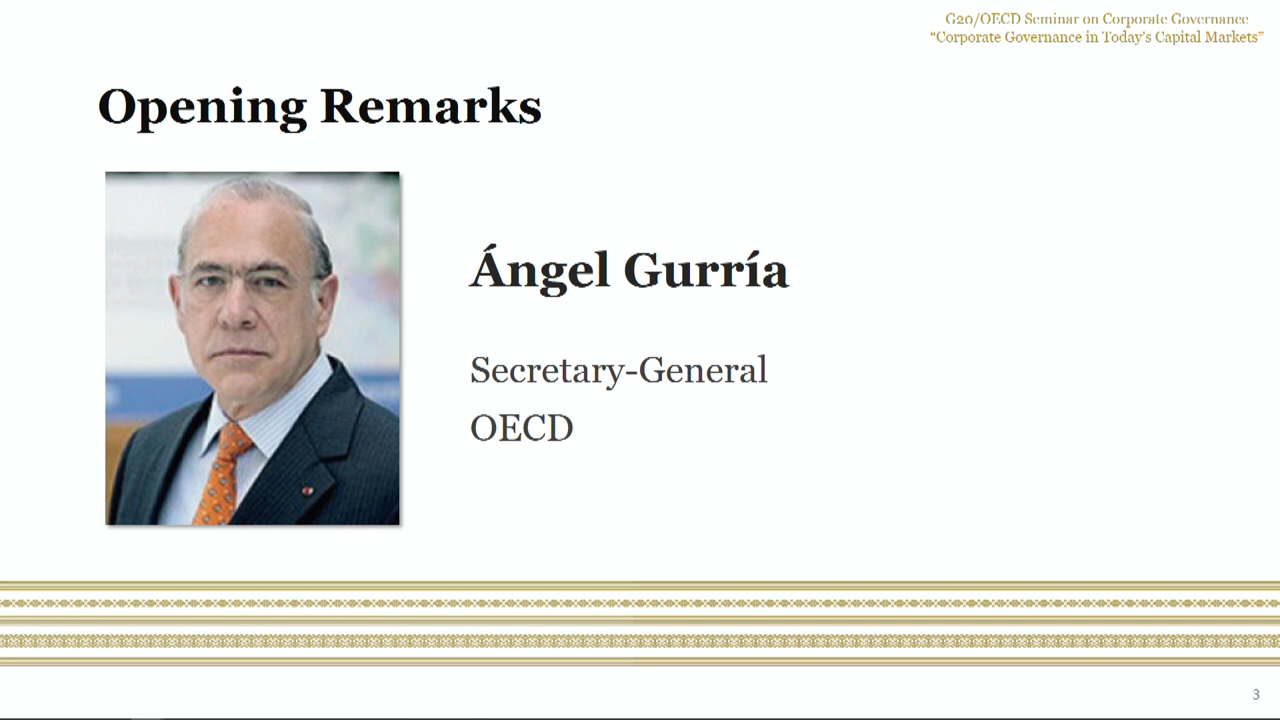 G20/OECD Seminar on Corporate Governance
“Corporate Governance in Today’s Capital Markets”
Opening Remarks
Ángel Gurría
Secretary-General
OECD
3